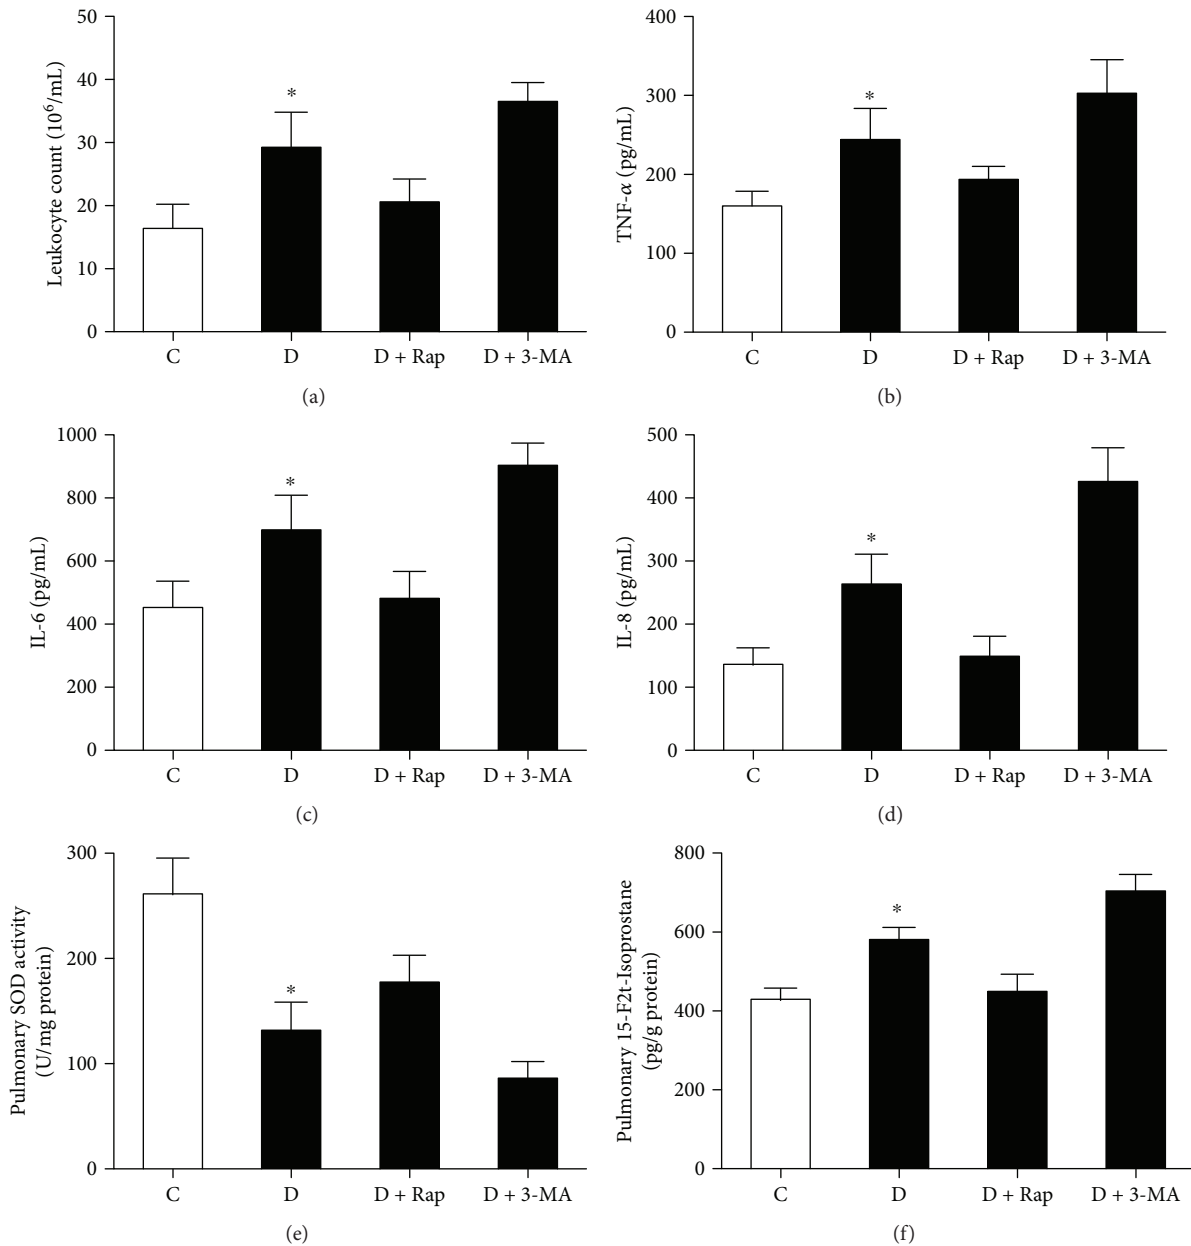 50
40
30
20
10
0
Leukocyte count (10⁶/mL)
*
C
D
D + Rap
D + 3-MA
(a)
400
300
200
100
0
TNF-α (pg/mL)
*
C
D
D + Rap
D + 3-MA
(b)
1000
800
600
400
200
0
IL-6 (pg/mL)
*
C
D
D + Rap
D + 3-MA
(c)
500
400
300
200
100
0
IL-8 (pg/mL)
*
C
D
D + Rap
D + 3-MA
(d)
300
200
100
0
Pulmonary SOD activity
(U/mg protein)
*
C
D
D + Rap
D + 3-MA
(e)
800
600
400
200
0
Pulmonary 15-F2t-Isoprostane
(pg/g protein)
*
C
D
D + Rap
D + 3-MA
(f)